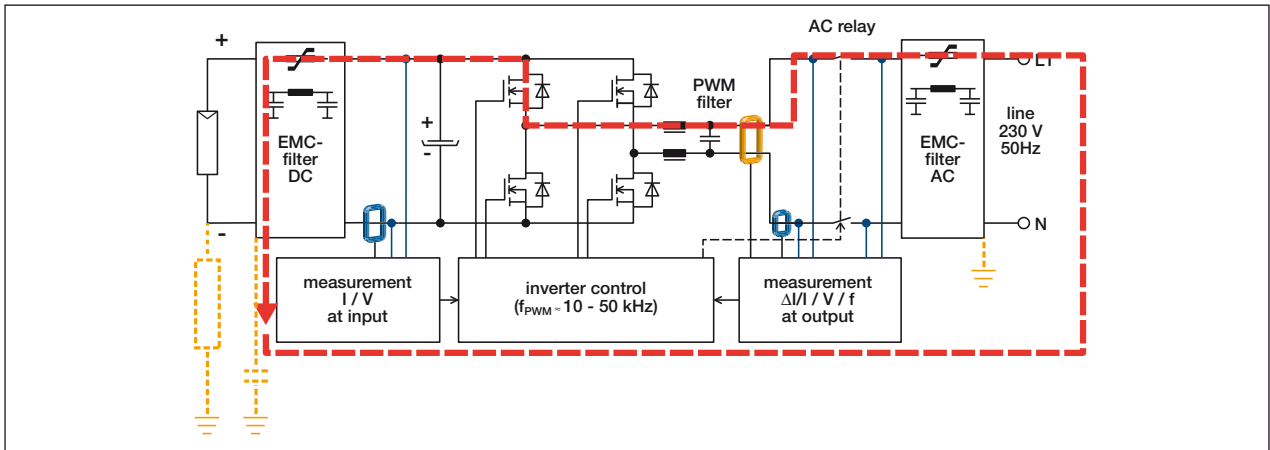 AC relay
+
EMC-
filter
DC
-
+
-
PWM
filter
EMC-
filter
AC
L1
line
230 V
50Hz
N
measurement
I / V
at input
inverter control
(fPWM ≈ 10 - 50 kHz)
measurement
ΔI/I / V / f
at output